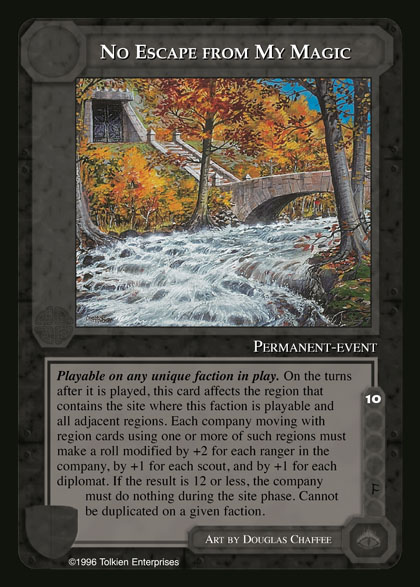 No Escape from My Magic
Permanent-event
Playable on any unique faction in play. On the turns
after it is played, this card affects the region that
contains the site where this faction is playable and
all adjacent regions. Each company moving with
region cards using one or more of such regions must
make a roll modified by +2 for each ranger in the
company, by +1 for each scout, and by +1 for each
diplomat. If the result is 12 or less, the company
must do nothing during the site phase. Cannot
be duplicated on a given faction.
10
Art by Douglas Chaffee
©1996 Tolkien Enterprises